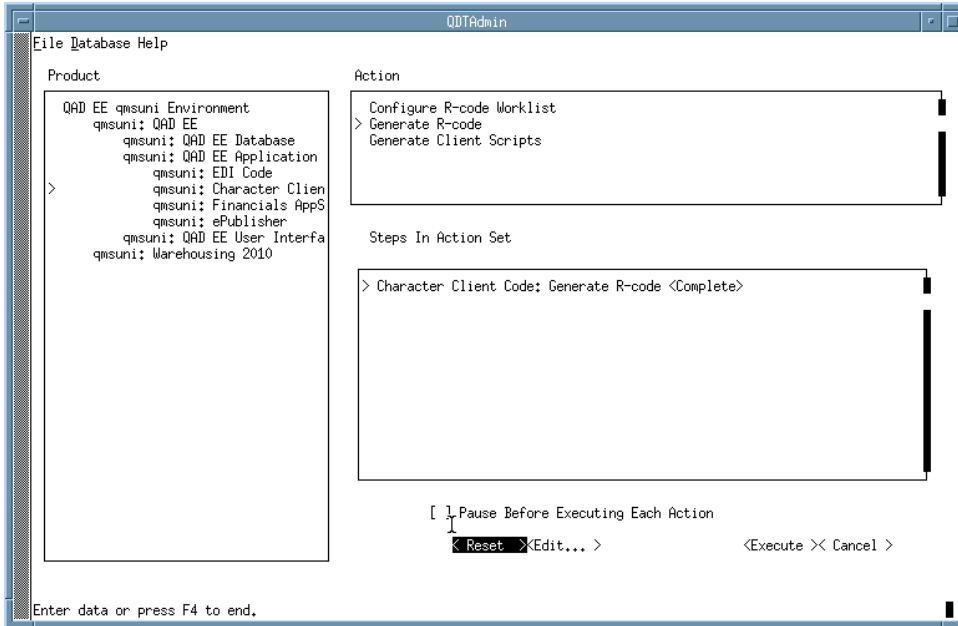 QDTAdmin
File Database Help
Product
QAD EE qmsuni Environment
qmsuni: QAD EE
qmsuni: QAD EE Database
qmsuni: QAD EE Application
qmsuni: EDI Code
> qmsuni: Character Clien
qmsuni: Financials AppS
qmsuni: ePublisher
qmsuni: QAD EE User Interfa
qmsuni: Warehousing 2010
Action
Configure R-code Worklist
> Generate R-code
Generate Client Scripts
Steps In Action Set
> Character Client Code: Generate R-code <Complete>
[ ] Pause Before Executing Each Action
< Reset ><Edit... > <Execute >< Cancel >
Enter data or press F4 to end.